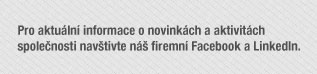 Pro aktuální informace o novinkách a aktivitách
společnosti navštivte náš firemní Facebook a LinkedIn.